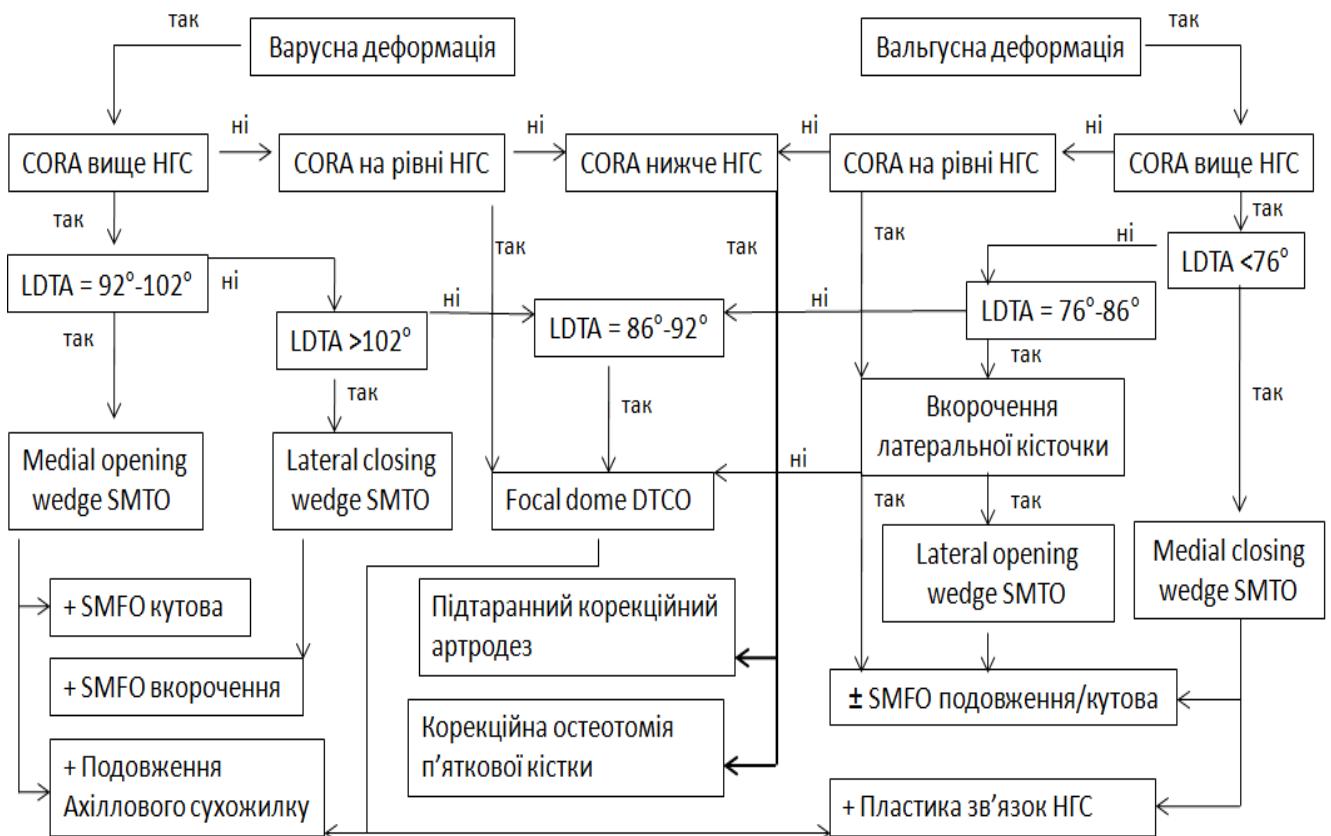 так
Варусна деформація
Вальгусна деформація
так
CORA вище НГС
ні
CORA на рівні НГС
ні
CORA нижче НГС
ні
CORA на рівні НГС
ні
CORA вище НГС
так
так
так
так
так
LDTA = 92°-102°
ні
LDTA >102°
ні
LDTA = 86°-92°
ні
LDTA = 76°-86°
ні
LDTA <76°
так
так
так
так
так
Medial opening
wedge SMTO
Lateral closing
wedge SMTO
Focal dome DTCO
ні
Вкорочення
латеральної кісточки
так
так
Lateral opening
wedge SMTO
Medial closing
wedge SMTO
+ SMFO кутова
+ SMFO вкорочення
+ Подовження
Ахіллового сухожилку
Підтаранний корекційний
артродез
Корекційна остеотомія
п’яткової кістки
± SMFO подовження/кутова
+ Пластика зв’язок НГС